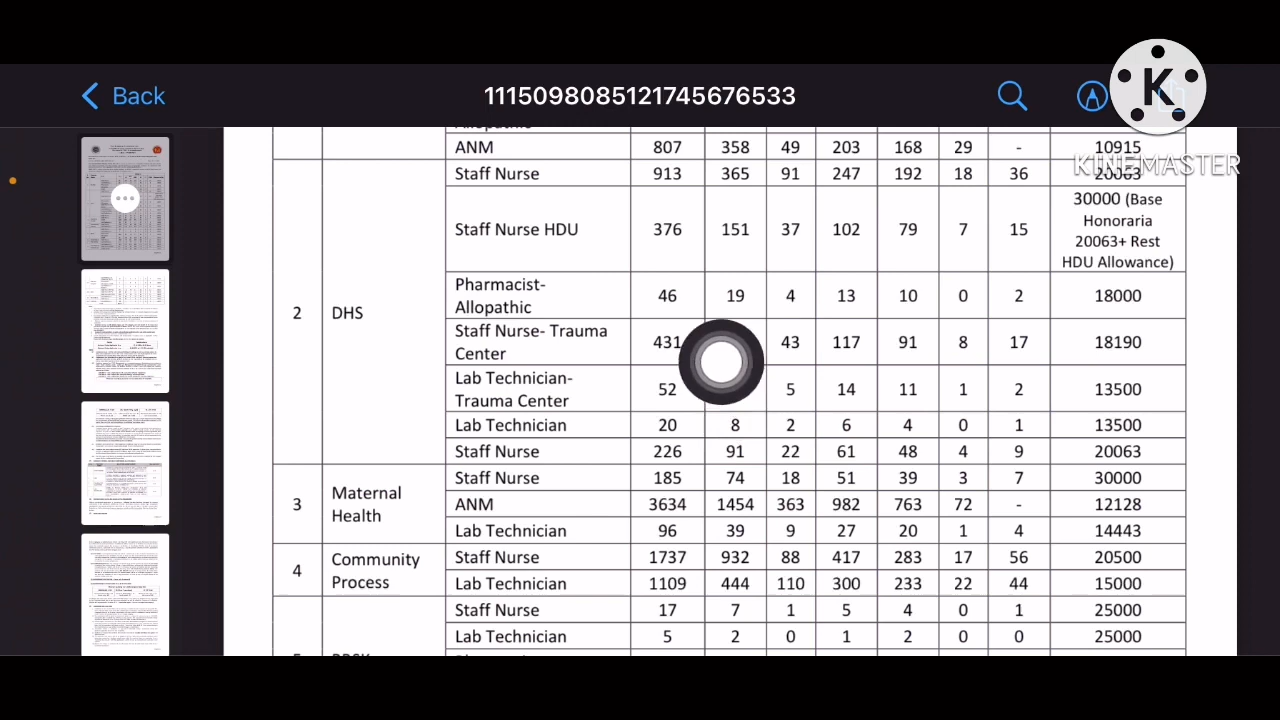 Back
1115098085121745676533
K
KINEMASTER
ANM 807 358 49 203 168 29 - 10915
Staff Nurse 913 365 91 247 192 18 36 20063
2 DHS
Staff Nurse HDU 376 151 37 102 79 7 15 30000 (Base Honoraria 20063+ Rest HDU Allowance)
Pharmacist-Allopathic 46 19 4 13 10 0 2 18000
Staff Nurse- Trauma Center 431 43 117 91 8 17 18190
Lab Technician-Trauma Center 52 5 14 11 1 2 13500
Lab Technician 20 8 2 6 4 0 1 13500
Staff Nurse 226 91 22 61 48 4 9 20063
3 Maternal Health
Staff Nurse 185 74 18 50 38 3 7 30000
ANM 3634 1454 363 982 763 72 - 12128
Lab Technician 96 39 9 27 20 1 4 14443
4 Community Process
Staff Nurse 1737 932 88 283 17 56 20500
Lab Technician 1109 444 233 22 44 15000
Staff Nurse 17 7 1 5 3 0 1 25000
Lab Technician 5 2 0 1 2 0 0 25000